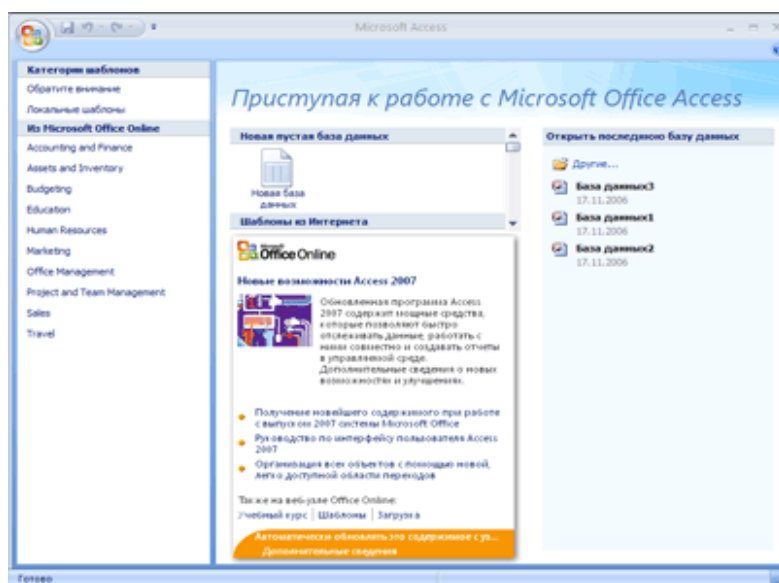 Microsoft Access
Категории шаблонов
Обратите внимание
Локальные шаблоны
Из Microsoft Office Online
Accounting and Finance
Assets and Inventory
Budgeting
Education
Human Resources
Marketing
Office Management
Project and Team Management
Sales
Travel
Приступая к работе с Microsoft Office Access
Новая пустая база данных
Новая база
данных
Шаблоны из Интернета
Microsoft
Office Online
Новые возможности Access 2007
Обновленная программа Access
2007 содержит мощные средства,
которые позволяют быстро
отслеживать данные, работать с
ними совместно и создавать отчеты
в управляемой среде.
Дополнительные сведения о новых
возможностях и улучшениях.
Получение новейшего содержимого при работе
с выпуском 2007 системы Microsoft Office
Руководство по интерфейсу пользователя Access
2007
Организация всех объектов с помощью новой,
легко доступной области переходов
Также на веб-узле Office Online:
Учебный курс | Шаблоны | Загрузка
Автоматически обновлять это содержимое с уз...
Дополнительные сведения
Открыть последнюю базу данных
Другие...
База данных3
17.11.2006
База данных1
17.11.2006
База данных2
17.11.2006
Готово